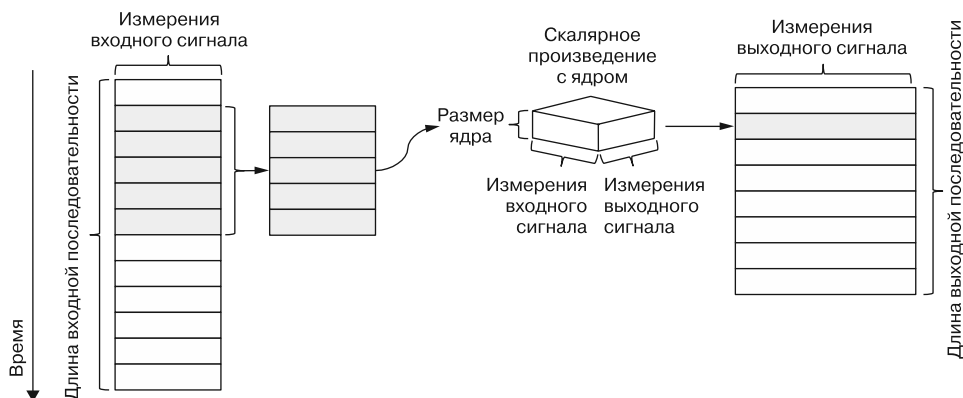 Измерения
входного сигнала
Скалярное
произведение
с ядром
Измерения
выходного сигнала
Время
Длина входной последовательности
Размер
ядра
Измерения
входного
сигнала
Измерения
выходного
сигнала
Длина выходной последовательности